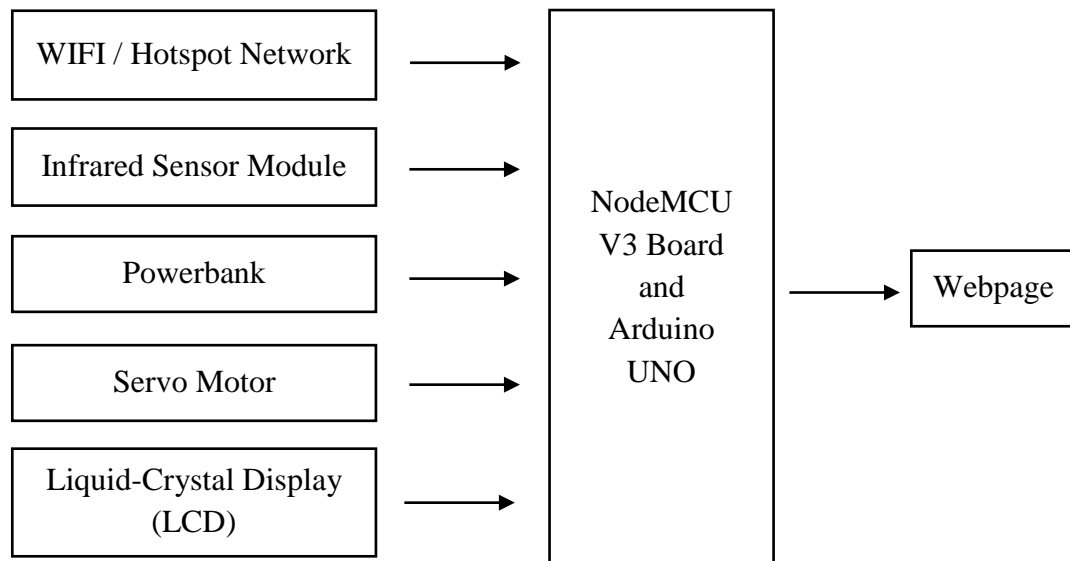 WIFI / Hotspot Network
Infrared Sensor Module
Powerbank
Servo Motor
Liquid-Crystal Display
(LCD)
NodeMCU
V3 Board
and
Arduino
UNO
Webpage